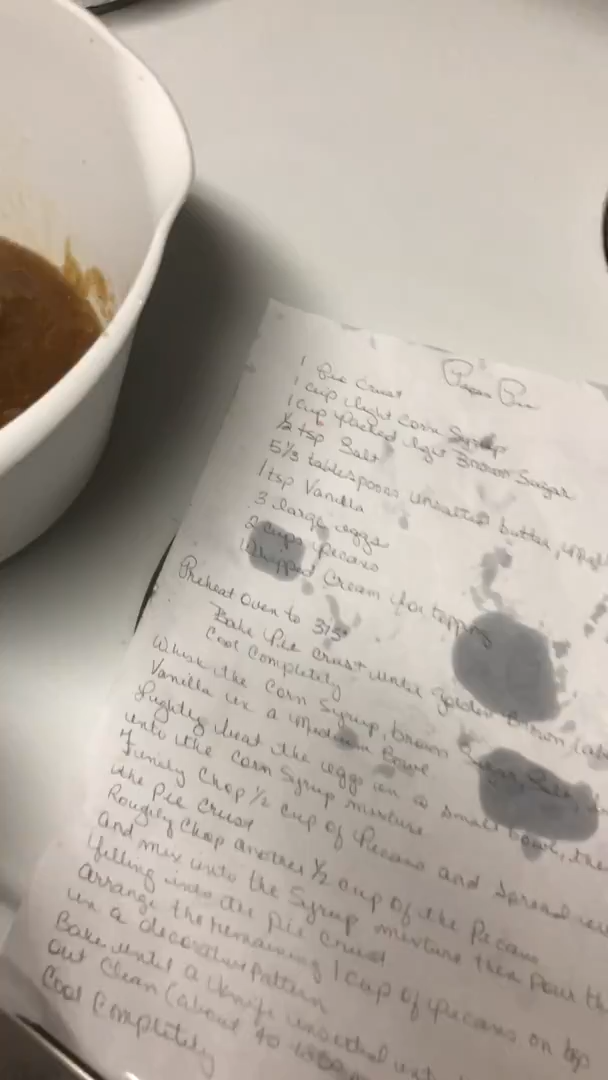 Pecan Pie
1 Pie Crust
1 cup light corn Syrup
1 cup packed light Brown Sugar
1/2 tsp Salt
5 1/3 tablespoons unsalted butter,
1 tsp Vanilla
3 large eggs
2 cups pecans
Whipped Cream for topping
Preheat Oven to 375°
Bake Pie Crust until golden Brown
Cool Completely
Whisk the Corn Syrup, brown Sugar, Salt,
Vanilla in a Medium Bowl
lightly beat the eggs in a small bowl, then
into the corn Syrup mixture
finely chop 1/2 cup of Pecans and spread
the Pie Crust
Roughly chop another 1/2 cup of the Pecans
and mix into the Syrup mixture then pour the
filling into the pie crust
arrange the remaining 1 cup of pecans on top
in a decorative pattern
Bake until a knife inserted
out clean (about 40
Cool Completely